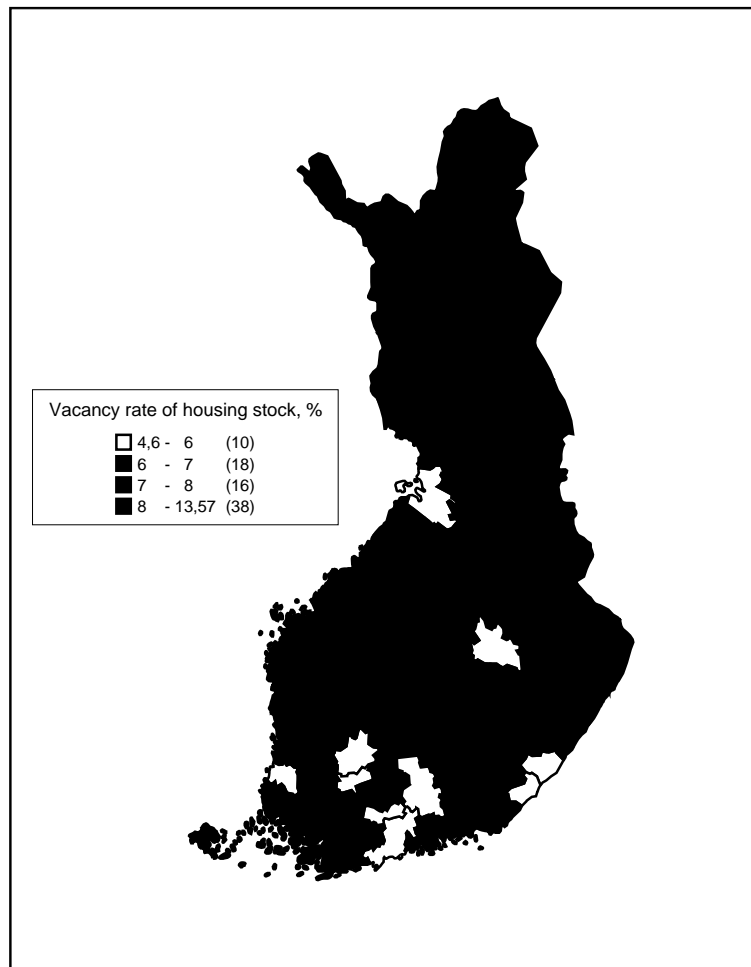 Vacancy rate of housing stock, %
4,6 - 6 (10)
6 - 7 (18)
7 - 8 (16)
8 - 13,57 (38)